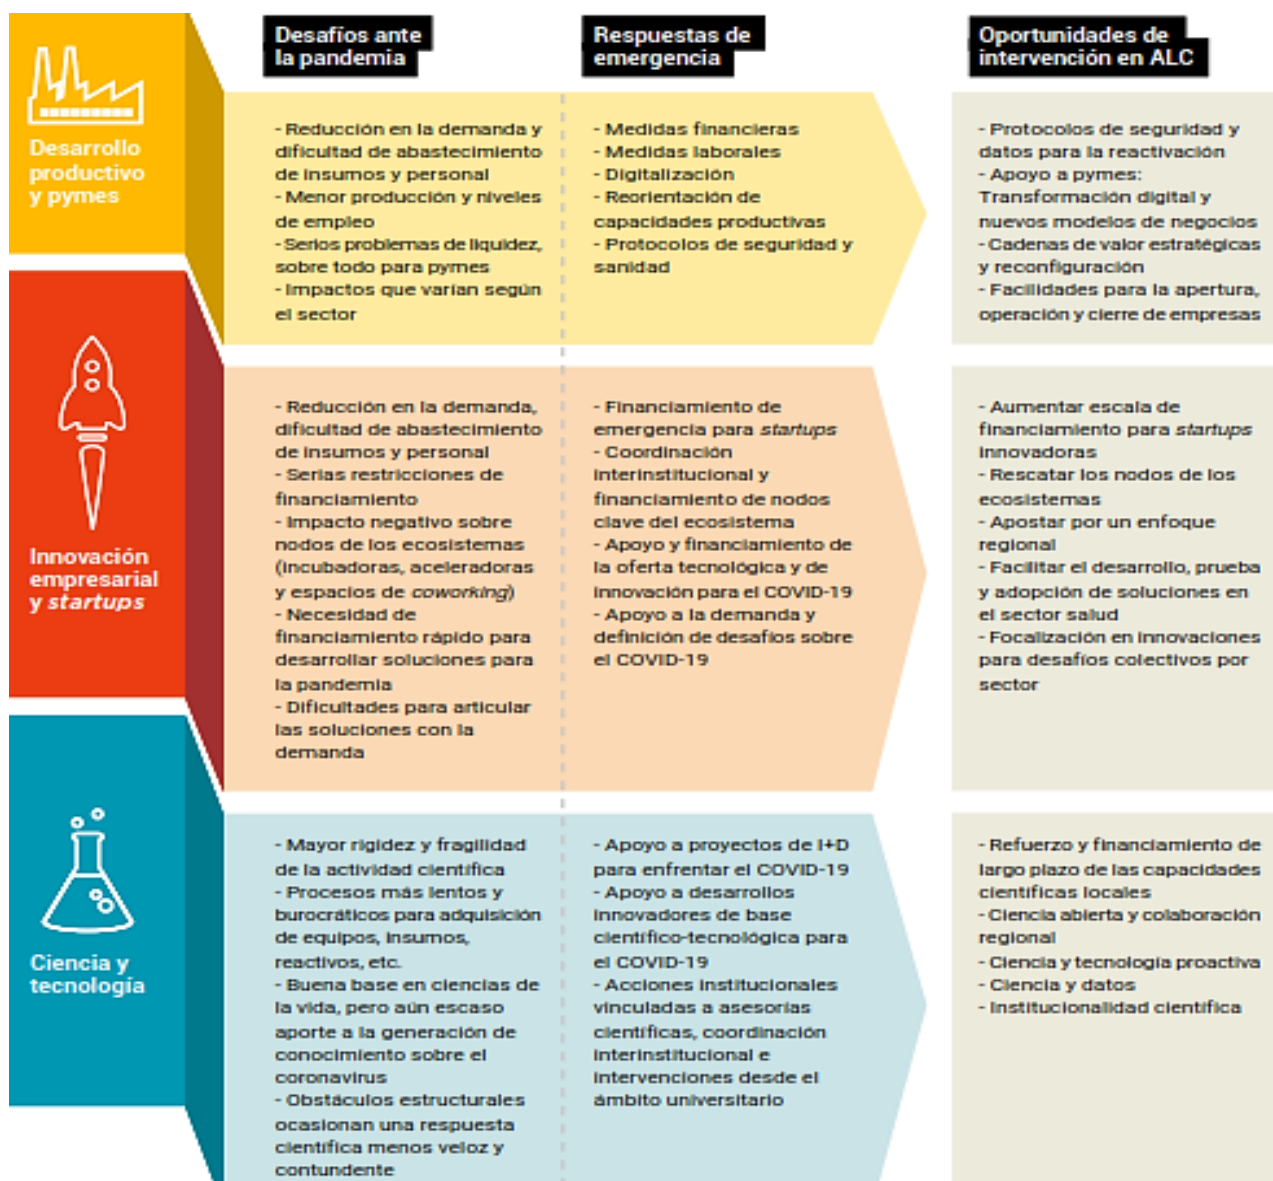 Desafíos ante
la pandemia
Respuestas de
emergencia
Oportunidades de
intervención en ALC
Desarrollo
productivo
y pymes
- Reducción en la demanda y
dificultad de abastecimiento
de insumos y personal
- Menor producción y niveles
de empleo
- Serios problemas de liquidez,
sobre todo para pymes
- Impactos que varían según
el sector
- Medidas financieras
- Medidas laborales
- Digitalización
- Reorientación de
capacidades productivas
- Protocolos de seguridad y
sanidad
- Protocolos de seguridad y
datos para la reactivación
- Apoyo a pymes:
Transformación digital y
nuevos modelos de negocios
- Cadenas de valor estratégicas
y reconfiguración
- Facilidades para la apertura,
operación y cierre de empresas
Innovación
empresarial
y startups
- Reducción en la demanda,
dificultad de abastecimiento
de insumos y personal
- Serias restricciones de
financiamiento
- Impacto negativo sobre
nodos de los ecosistemas
(incubadoras, aceleradoras
y espacios de coworking)
- Necesidad de
financiamiento rápido para
desarrollar soluciones para
la pandemia
- Dificultades para articular
las soluciones con la
demanda
- Financiamiento de
emergencia para startups
- Coordinación
interinstitucional y
financiamiento de nodos
clave del ecosistema
- Apoyo y financiamiento de
la oferta tecnológica y de
innovación para el COVID-19
- Apoyo a la demanda y
definición de desafíos sobre
el COVID-19
- Aumentar escala de
financiamiento para startups
innovadoras
- Rescatar los nodos de los
ecosistemas
- Apostar por un enfoque
regional
- Facilitar el desarrollo, prueba
y adopción de soluciones en
el sector salud
- Focalización en innovaciones
para desafíos colectivos por
sector
Ciencia y
tecnología
- Mayor rigidez y fragilidad
de la actividad científica
- Procesos más lentos y
burocráticos para adquisición
de equipos, insumos,
reactivos, etc.
- Buena base en ciencias de
la vida, pero aún escaso
aporte a la generación de
conocimiento sobre el
coronavirus
- Obstáculos estructurales
ocasionan una respuesta
científica menos veloz y
contundente
- Apoyo a proyectos de I+D
para enfrentar el COVID-19
- Apoyo a desarrollos
innovadores de base
científico-tecnológica para
el COVID-19
- Acciones institucionales
vinculadas a asesorías
científicas, coordinación
interinstitucional e
intervenciones desde el
ámbito universitario
- Refuerzo y financiamiento de
largo plazo de las capacidades
científicas locales
- Ciencia abierta y colaboración
regional
- Ciencia y tecnología proactiva
- Ciencia y datos
- Institucionalidad científica